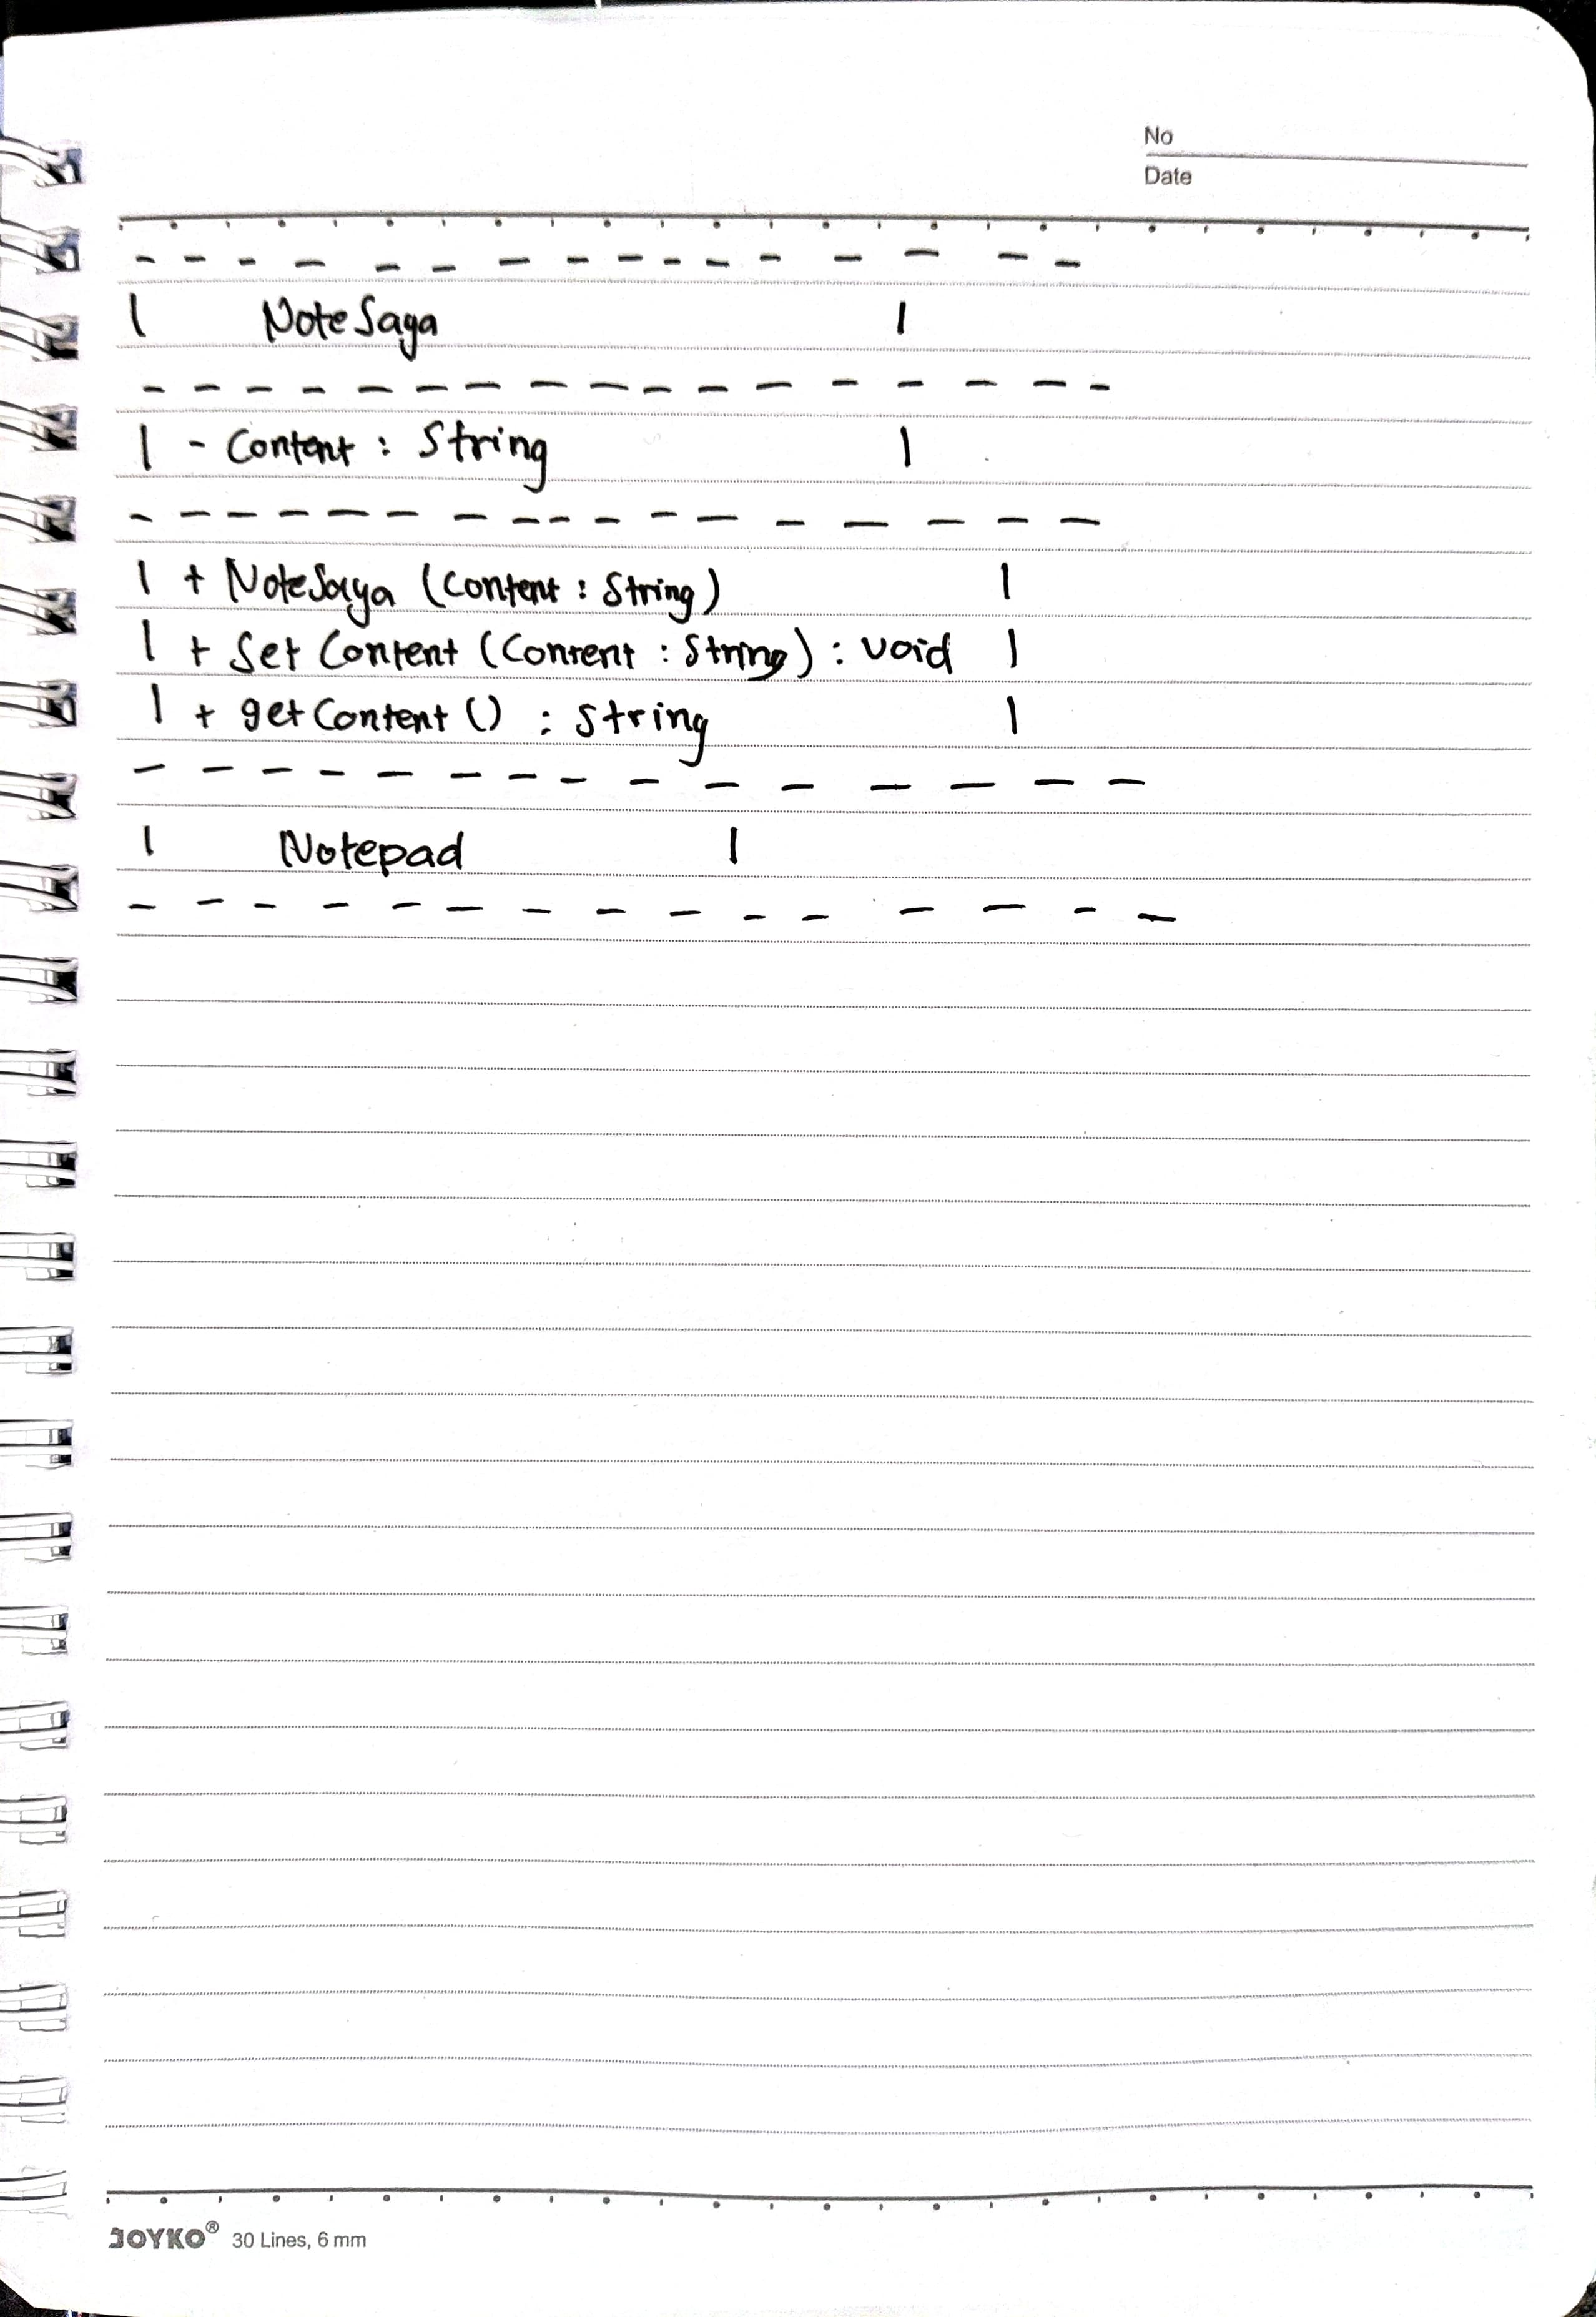 No
Date
- - - - - - - - - - - - - - - -
| NoteSaya |
- - - - - - - - - - - - - - - - -
| - Content : String |
- - - - - - - - - - - - - - - - -
| + NoteSaya (Content : String) |
| + Set Content (Content : String) : void |
| + getContent () : String |
- - - - - - - - - - - - - - - -
| Notepad |
- - - - - - - - - - - - - - -
JOYKO® 30 Lines, 6 mm